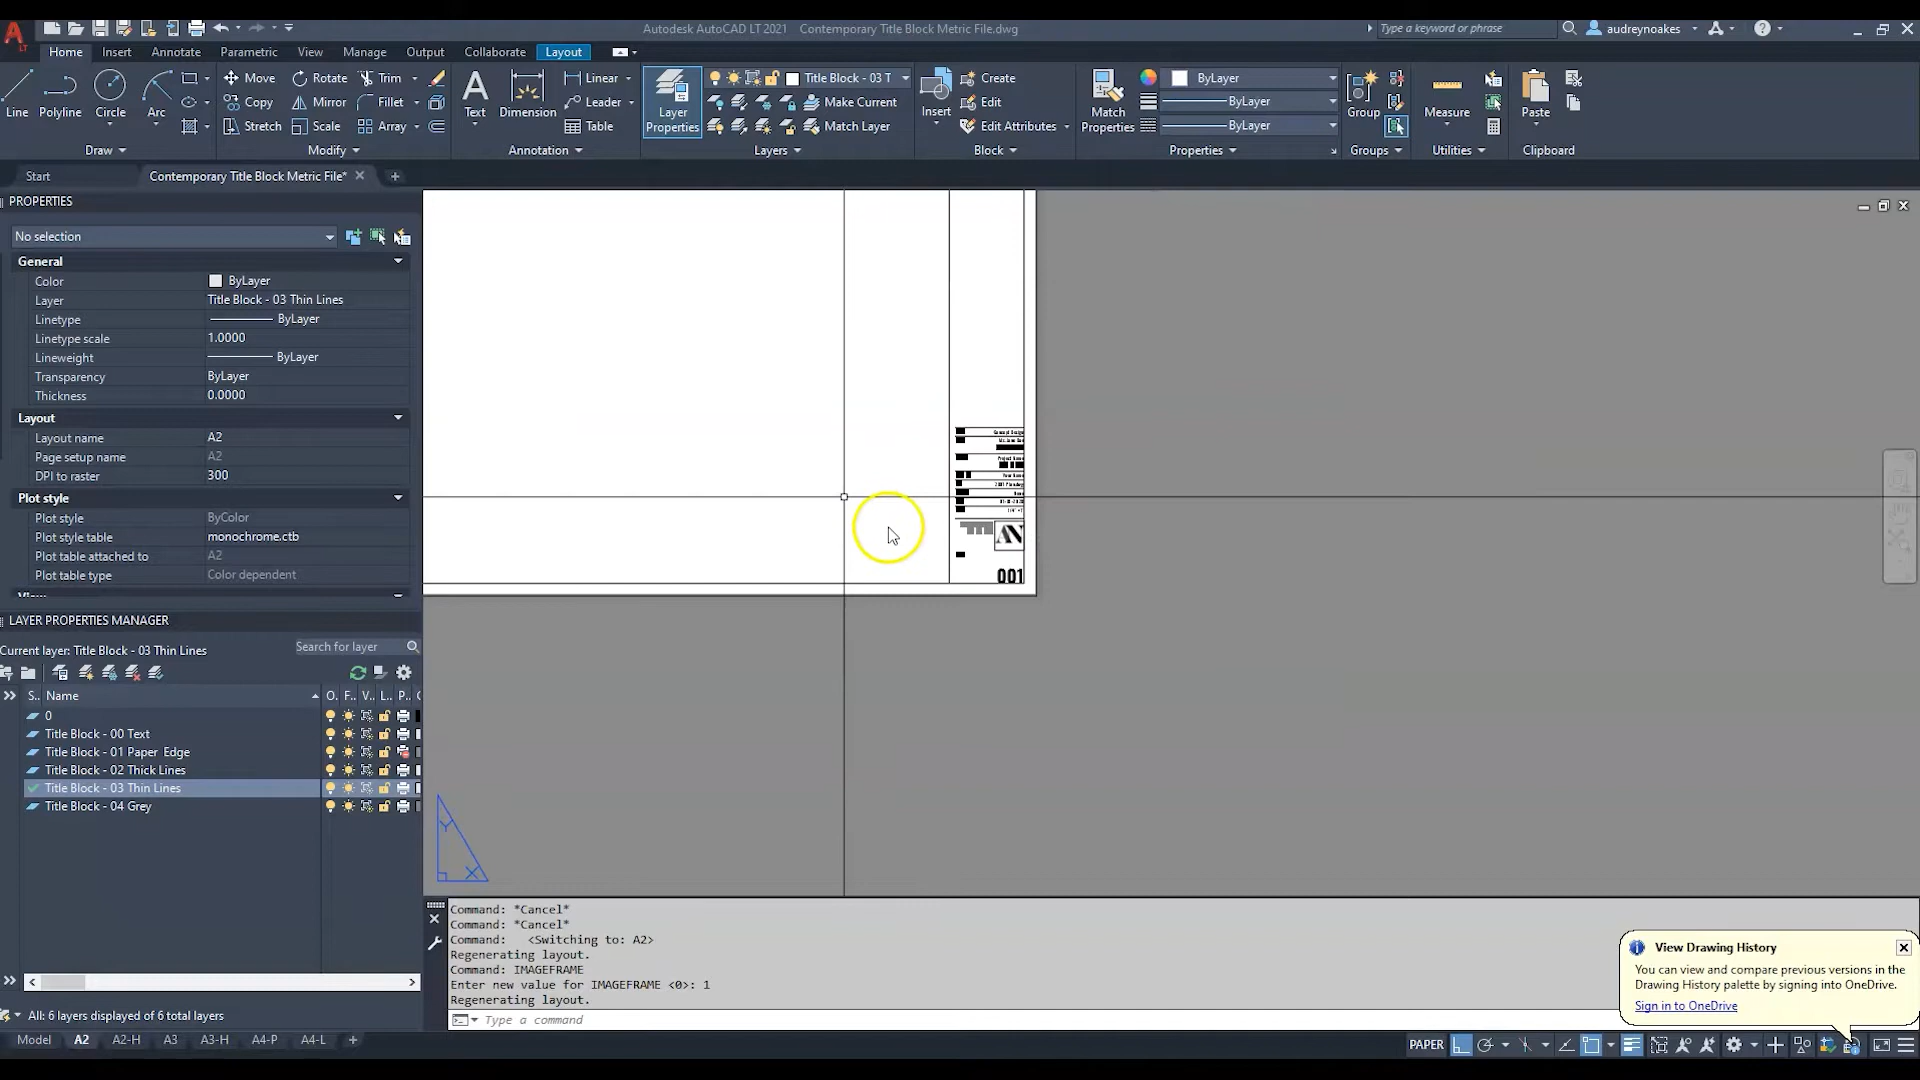 Autodesk AutoCAD LT 2021 Contemporary Title Block Metric File.dwg
Type a keyword or phrase
audreynoakes
Home Insert Annotate Parametric View Manage Output Collaborate Layout
Line Polyline Circle Arc
Move Rotate Trim
Copy Mirror Fillet
Stretch Scale Array
Text Dimension
Linear
Leader
Table
Layer Properties
Title Block - 03 T
Make Current
Match Layer
Insert
Create
Edit
Edit Attributes
Match Properties
ByLayer
ByLayer
ByLayer
Group
Measure
Paste
Draw Modify Annotation Layers Block Properties Groups Utilities Clipboard
Start Contemporary Title Block Metric File*
PROPERTIES
No selection
General
Color ByLayer
Layer Title Block - 03 Thin Lines
Linetype ByLayer
Linetype scale 1.0000
Lineweight ByLayer
Transparency ByLayer
Thickness 0.0000
Layout
Layout name A2
Page setup name A2
DPI to raster 300
Plot style
Plot style ByColor
Plot style table monochrome.ctb
Plot table attached to A2
Plot table type Color dependent
View
LAYER PROPERTIES MANAGER
Current layer: Title Block - 03 Thin Lines
Search for layer
S.. Name O. F.. V.. L.. P..
0
Title Block - 00 Text
Title Block - 01 Paper Edge
Title Block - 02 Thick Lines
Title Block - 03 Thin Lines
Title Block - 04 Grey
All: 6 layers displayed of 6 total layers
Concept Design
Project Name
AN
001
Y
X
Command: *Cancel*
Command: *Cancel*
Command: <Switching to: A2>
Regenerating layout.
Command: IMAGEFRAME
Enter new value for IMAGEFRAME <0>: 1
Regenerating layout.
Type a command
View Drawing History
You can view and compare previous versions in the
Drawing History palette by signing into OneDrive.
Sign in to OneDrive
Model A2 A2-H A3 A3-H A4-P A4-L
PAPER